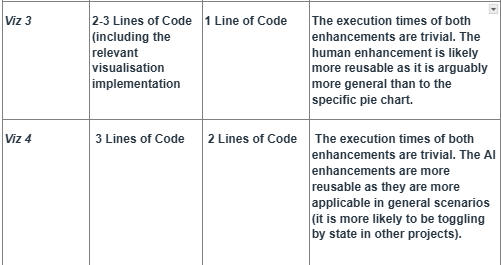 Viz 3
2-3 Lines of Code
(including the
relevant
visualisation
implementation
1 Line of Code
The execution times of both
enhancements are trivial. The
human enhancement is likely
more reusable as it is arguably
more general than to the
specific pie chart.
Viz 4
3 Lines of Code
2 Lines of Code
The execution times of both
enhancements are trivial. The AI
enhancements are more
reusable as they are more
applicable in general scenarios
(it is more likely to be toggling
by state in other projects).